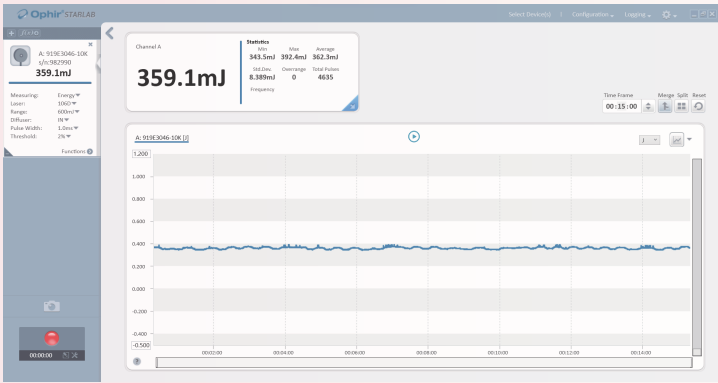 Ophir® STARLAB
Select Device(s)
Configuration
Logging
+ f(x) f(x)
A: 919E3046-10K
s/n:982990
359.1mJ
Measuring: Energy
Laser: 106D
Range: 600mJ
Diffuser: IN
Pulse Width: 1.0ms
Threshold: 2%
Functions
00:00:00
Channel A
359.1mJ
Statistics
Min Max Average
343.5mJ 392.4mJ 362.3mJ
Std.Dev. Overrange Total Pulses
8.389mJ 0 4635
Frequency
Time Frame Merge Split Reset
00:15:00
A: 919E3046-10K [J]
J
1.200
1.000
0.800
0.600
0.400
0.200
0.000
-0.200
-0.400
-0.500
00:02:00 00:04:00 00:06:00 00:08:00 00:10:00 00:12:00 00:14:00
?